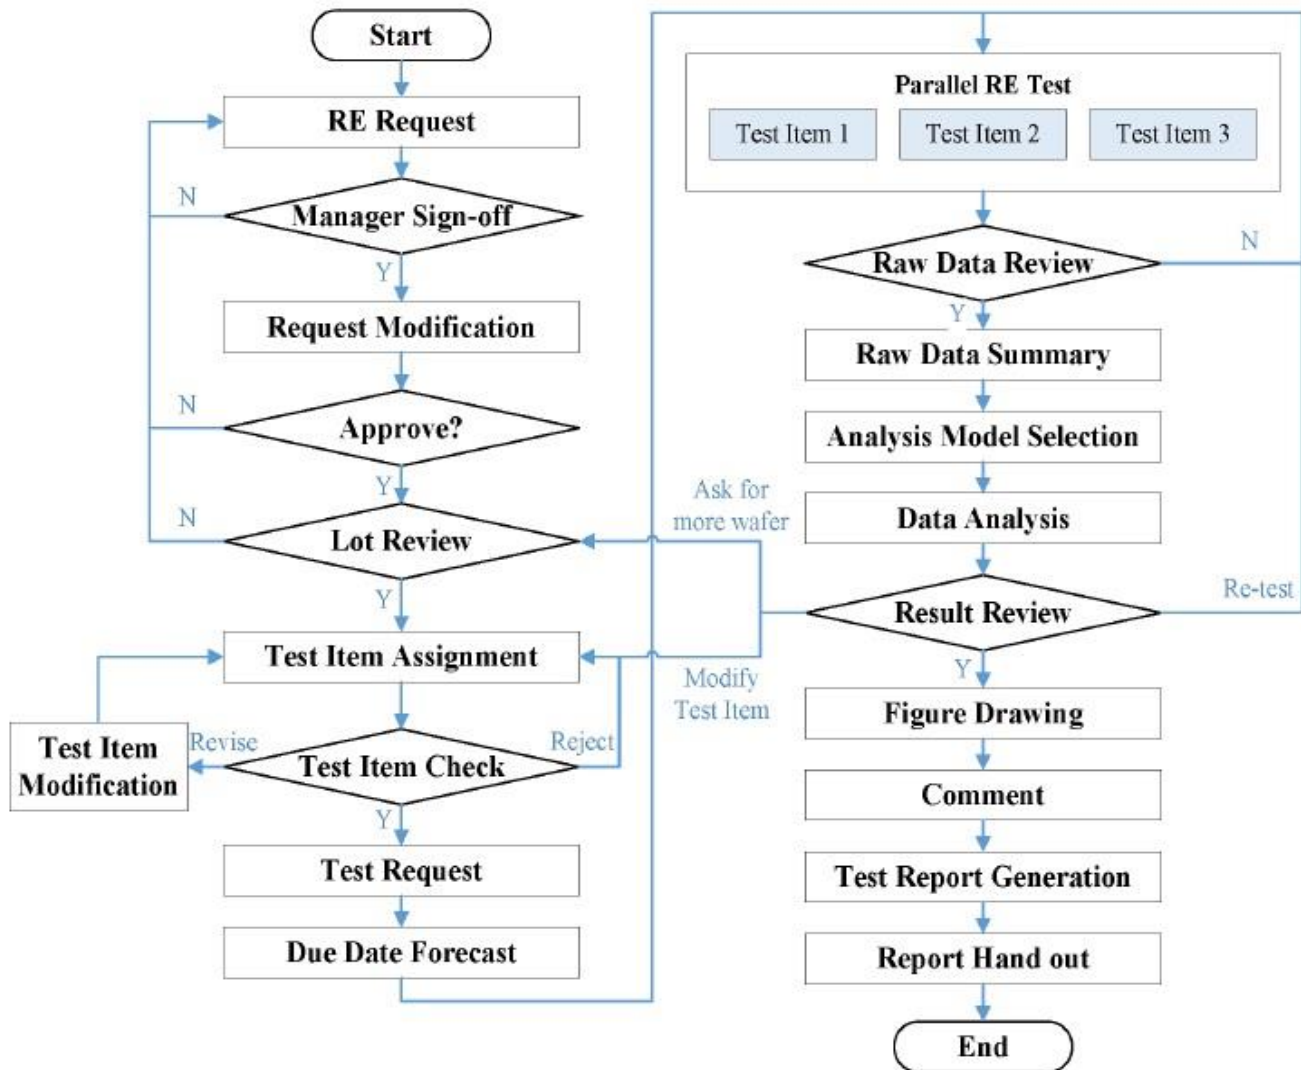 Start
RE Request
N
Manager Sign-off
Y
Request Modification
N
Approve?
Y
N
Lot Review
Y
Test Item Assignment
Test Item
Modification
Revise
Test Item Check
Reject
Y
Test Request
Due Date Forecast
Parallel RE Test
Test Item 1
Test Item 2
Test Item 3
Raw Data Review
N
Y
Raw Data Summary
Analysis Model Selection
Data Analysis
Ask for
more wafer
Result Review
Re-test
Modify
Test Item
Y
Figure Drawing
Comment
Test Report Generation
Report Hand out
End